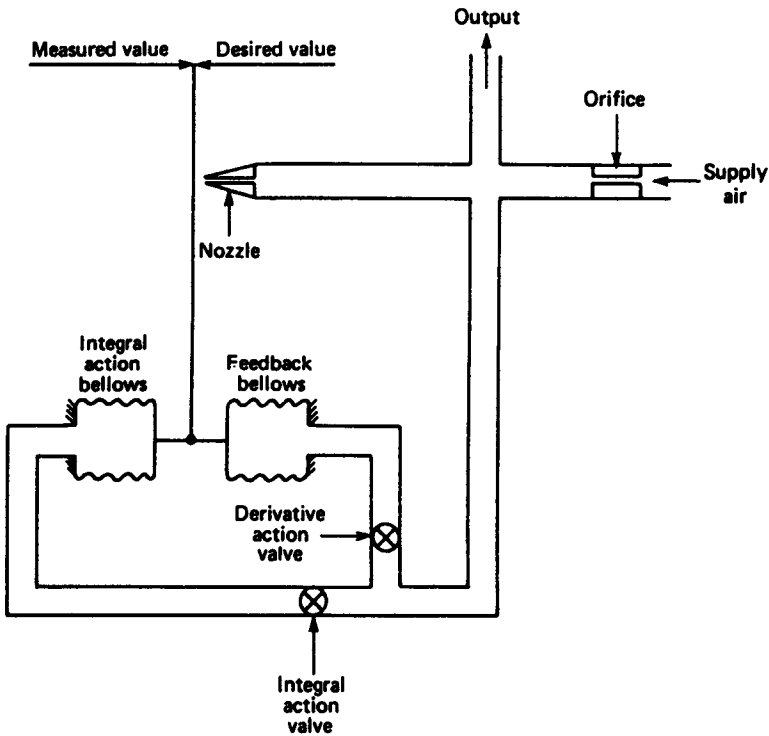 Output
Measured value
Desired value
Orifice
Supply
air
Nozzle
Integral
action
bellows
Feedback
bellows
Derivative
action
valve
Integral
action
valve